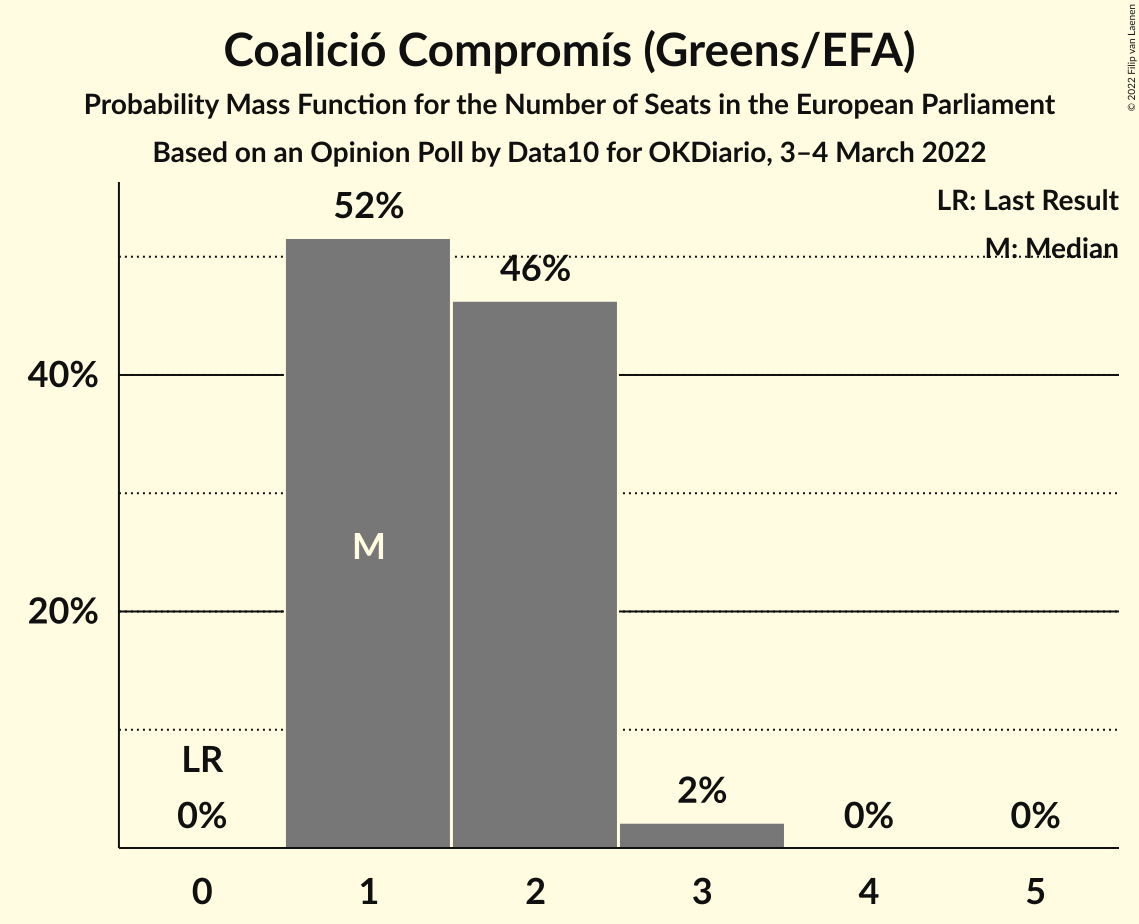 Coalició Compromís (Greens/EFA)
Probability Mass Function for the Number of Seats in the European Parliament
Based on an Opinion Poll by Data10 for OKDiario, 3–4 March 2022
© 2022 Filip van Laenen
LR: Last Result
M: Median
52%
46%
40%
M
20%
LR
0%
2%
0%
0%
0 1 2 3 4 5